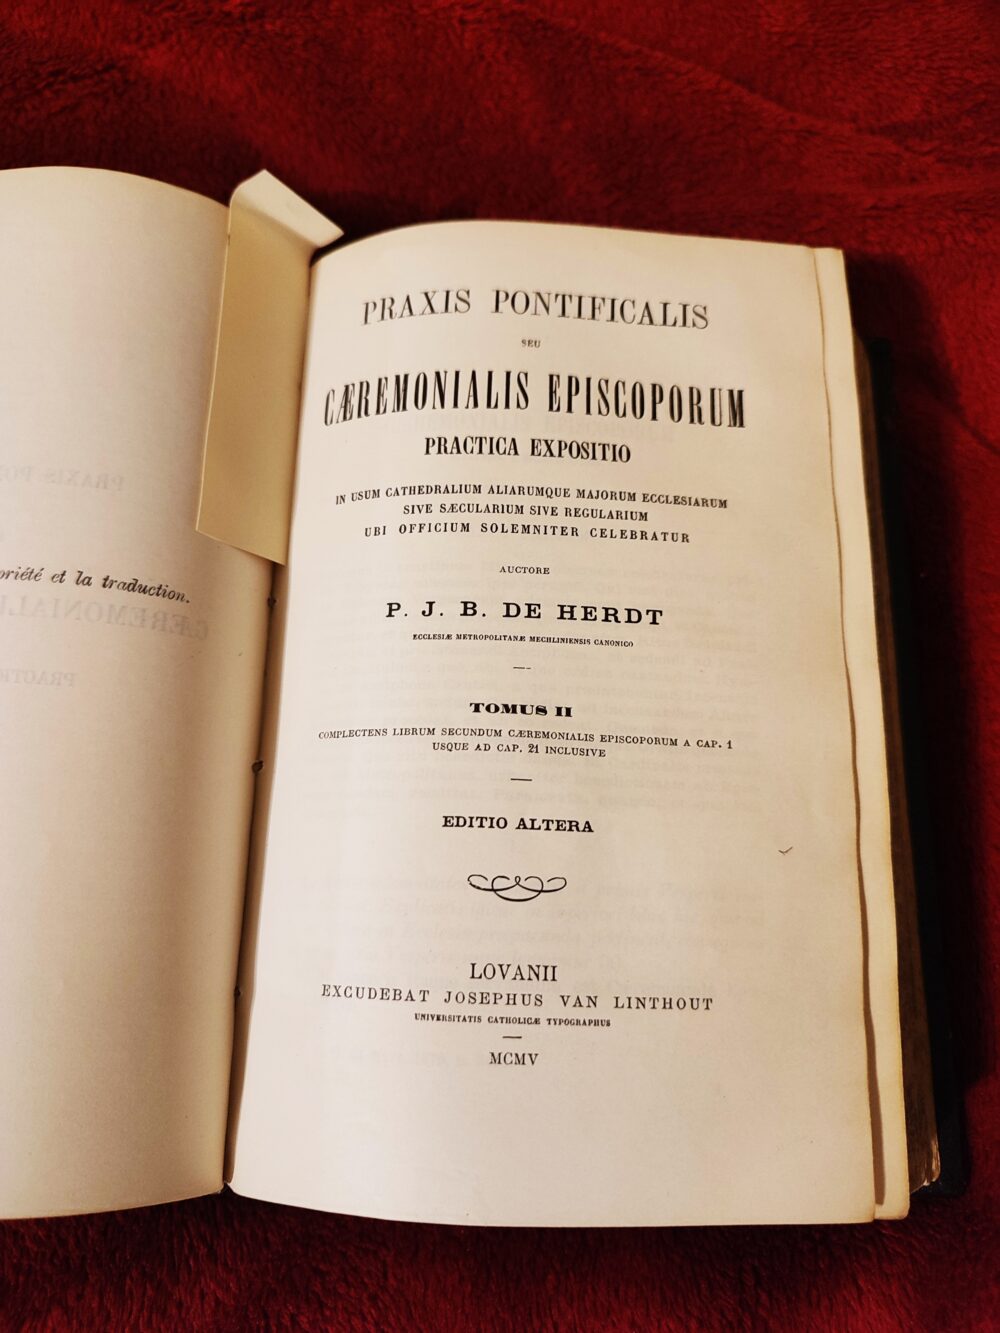 priété et la traduction.
PRAXIS PONTIFICALIS
SEU
CÆREMONIALIS EPISCOPORUM
PRACTICA EXPOSITIO
IN USUM CATHEDRALIUM ALIARUMQUE MAJORUM ECCLESIARUM
SIVE SÆCULARIUM SIVE REGULARIUM
UBI OFFICIUM SOLEMNITER CELEBRATUR
AUCTORE
P. J. B. DE HERDT
ECCLESIÆ METROPOLITANÆ MECHLINIENSIS CANONICO
TOMUS II
COMPLECTENS LIBRUM SECUNDUM CÆREMONIALIS EPISCOPORUM A CAP. 1
USQUE AD CAP. 21 INCLUSIVE
EDITIO ALTERA
LOVANII
EXCUDEBAT JOSEPHUS VAN LINTHOUT
UNIVERSITATIS CATHOLICÆ TYPOGRAPHUS
MCMV